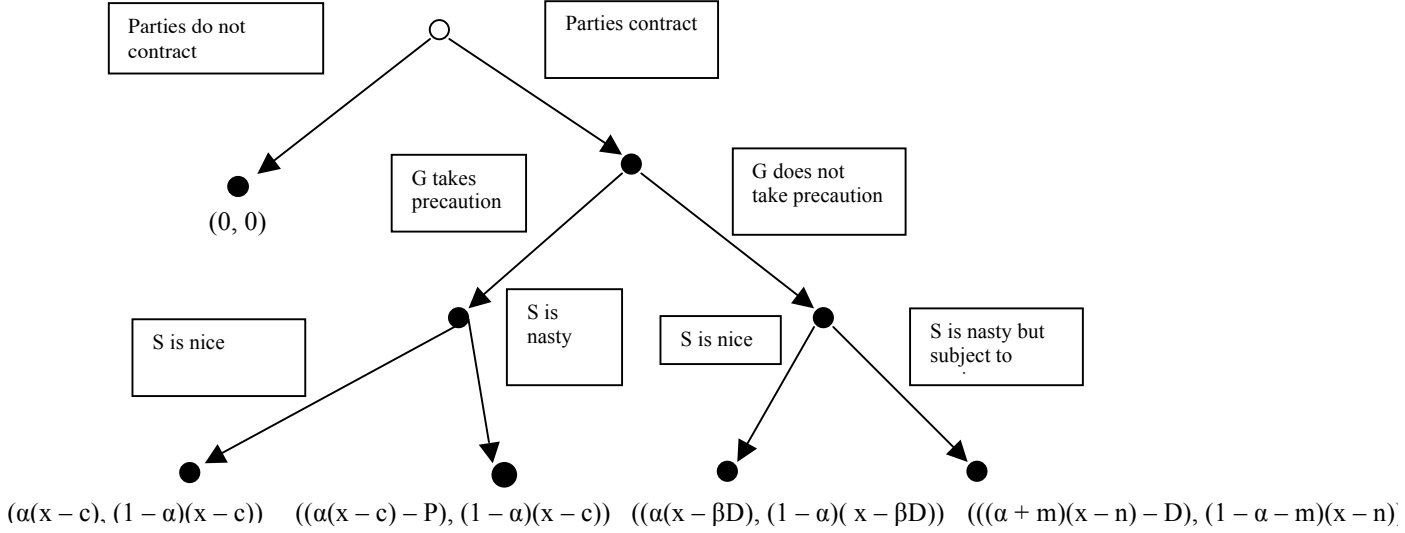 Parties do not
contract
Parties contract
(0, 0)
G takes
precaution
G does not
take precaution
S is nice
S is
nasty
S is nice
S is nasty but
subject to
(α(x – c), (1 – α)(x – c))
((α(x – c) – P), (1 – α)(x – c))
((α(x – βD), (1 – α)( x – βD))
(((α + m)(x – n) – D), (1 – α – m)(x – n)